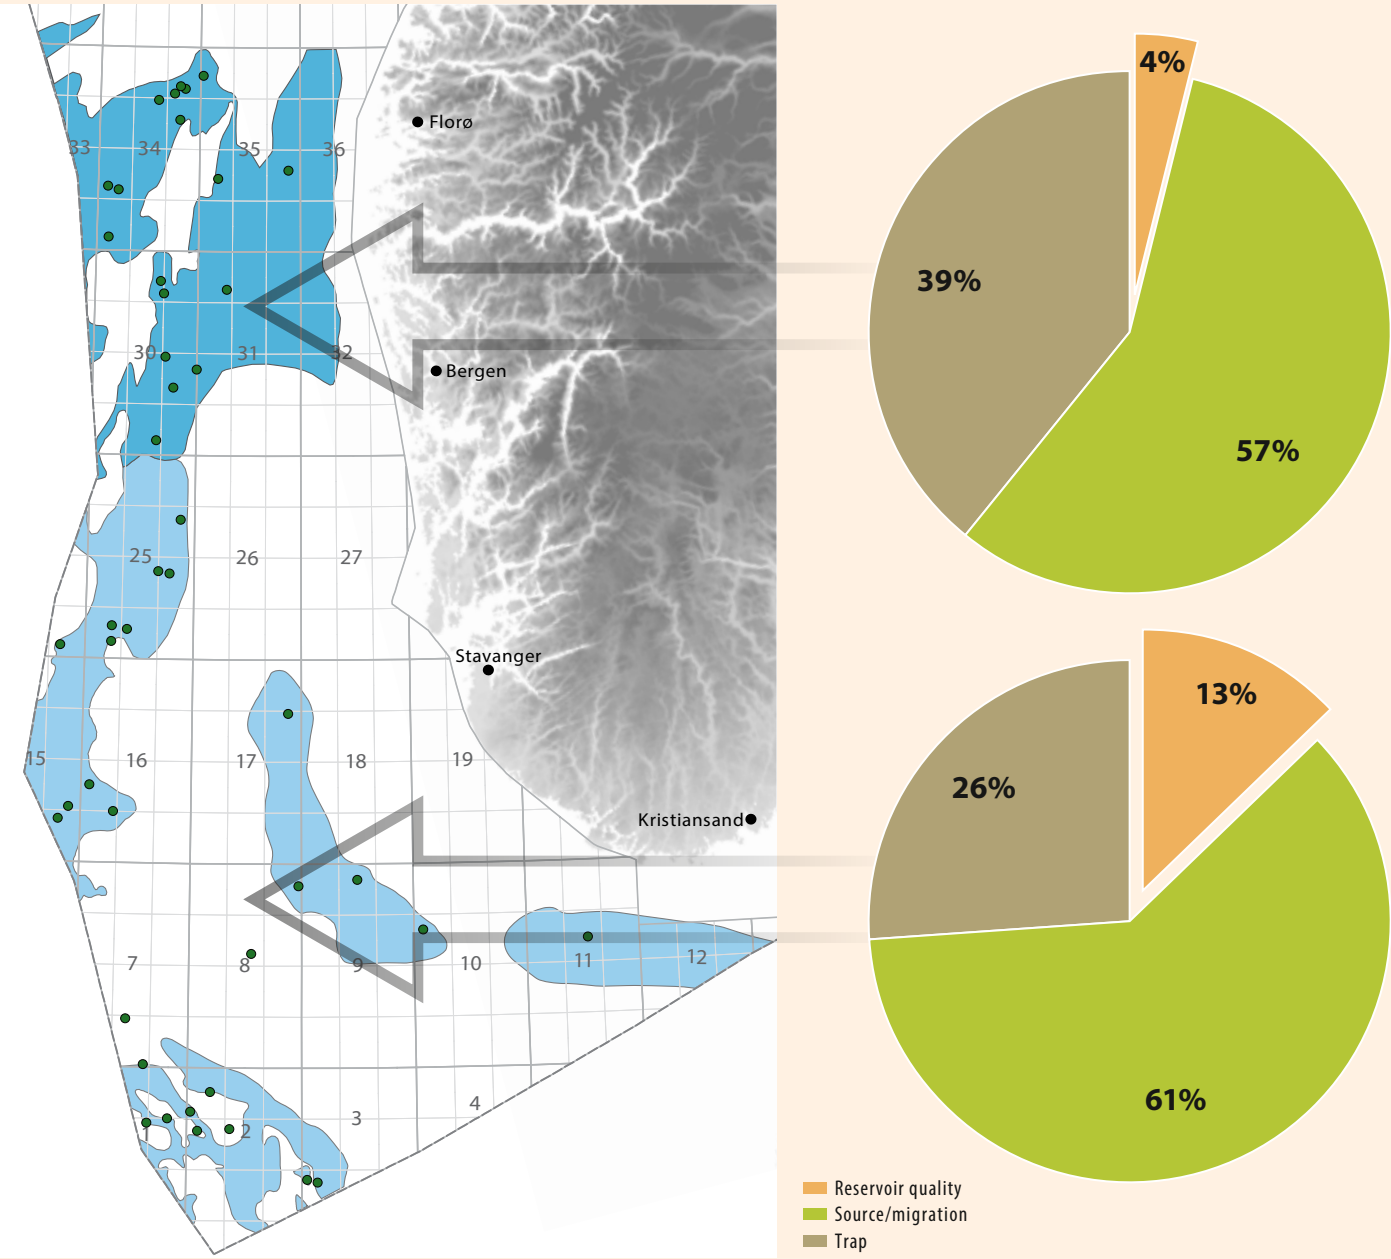 4%
Florø
33 34 35 36
39%
30 31 32
Bergen
57%
25 26 27
Stavanger
13%
15 16 17 18 19
26%
Kristiansand
7 8 9 10 11 12
61%
1 2 3 4
Reservoir quality
Source/migration
Trap